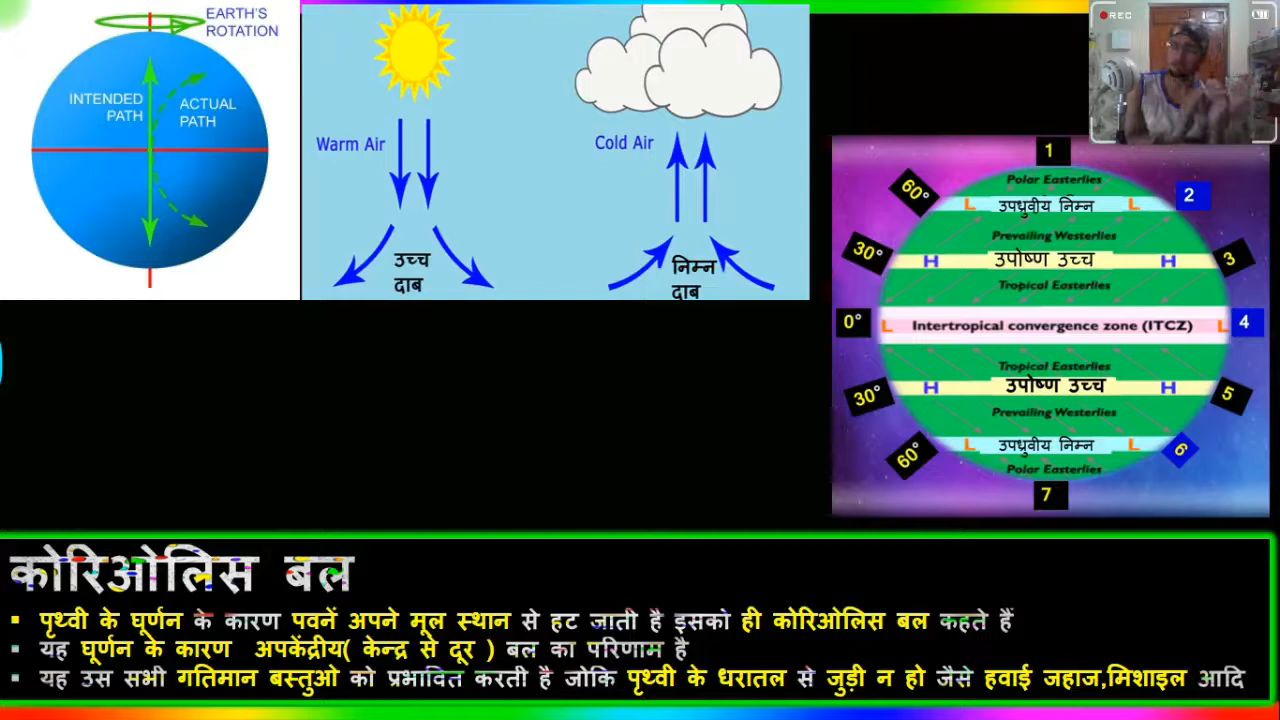 EARTH'S
ROTATION
INTENDED
PATH
ACTUAL
PATH
Warm Air
उच्च
दाब
Cold Air
निम्न
दाब
REC
1
60°
Polar Easterlies
2
L उपध्रुवीय निम्न L
Prevailing Westerlies
30°
H उपोष्ण उच्च H
3
Tropical Easterlies
0°
L Intertropical convergence zone (ITCZ) L
4
Tropical Easterlies
30°
H उपोष्ण उच्च H
5
Prevailing Westerlies
60°
L उपध्रुवीय निम्न L
6
Polar Easterlies
7
कोरिओलिस बल
▪ पृथ्वी के घूर्णन के कारण पवनें अपने मूल स्थान से हट जाती है इसको ही कोरिओलिस बल कहते हैं
▪ यह घूर्णन के कारण अपकेंद्रीय( केन्द्र से दूर ) बल का परिणाम है
▪ यह उस सभी गतिमान बस्तुओ को प्रभावित करती है जोकि पृथ्वी के धरातल से जुड़ी न हो जैसे हवाई जहाज,मिशाइल आदि